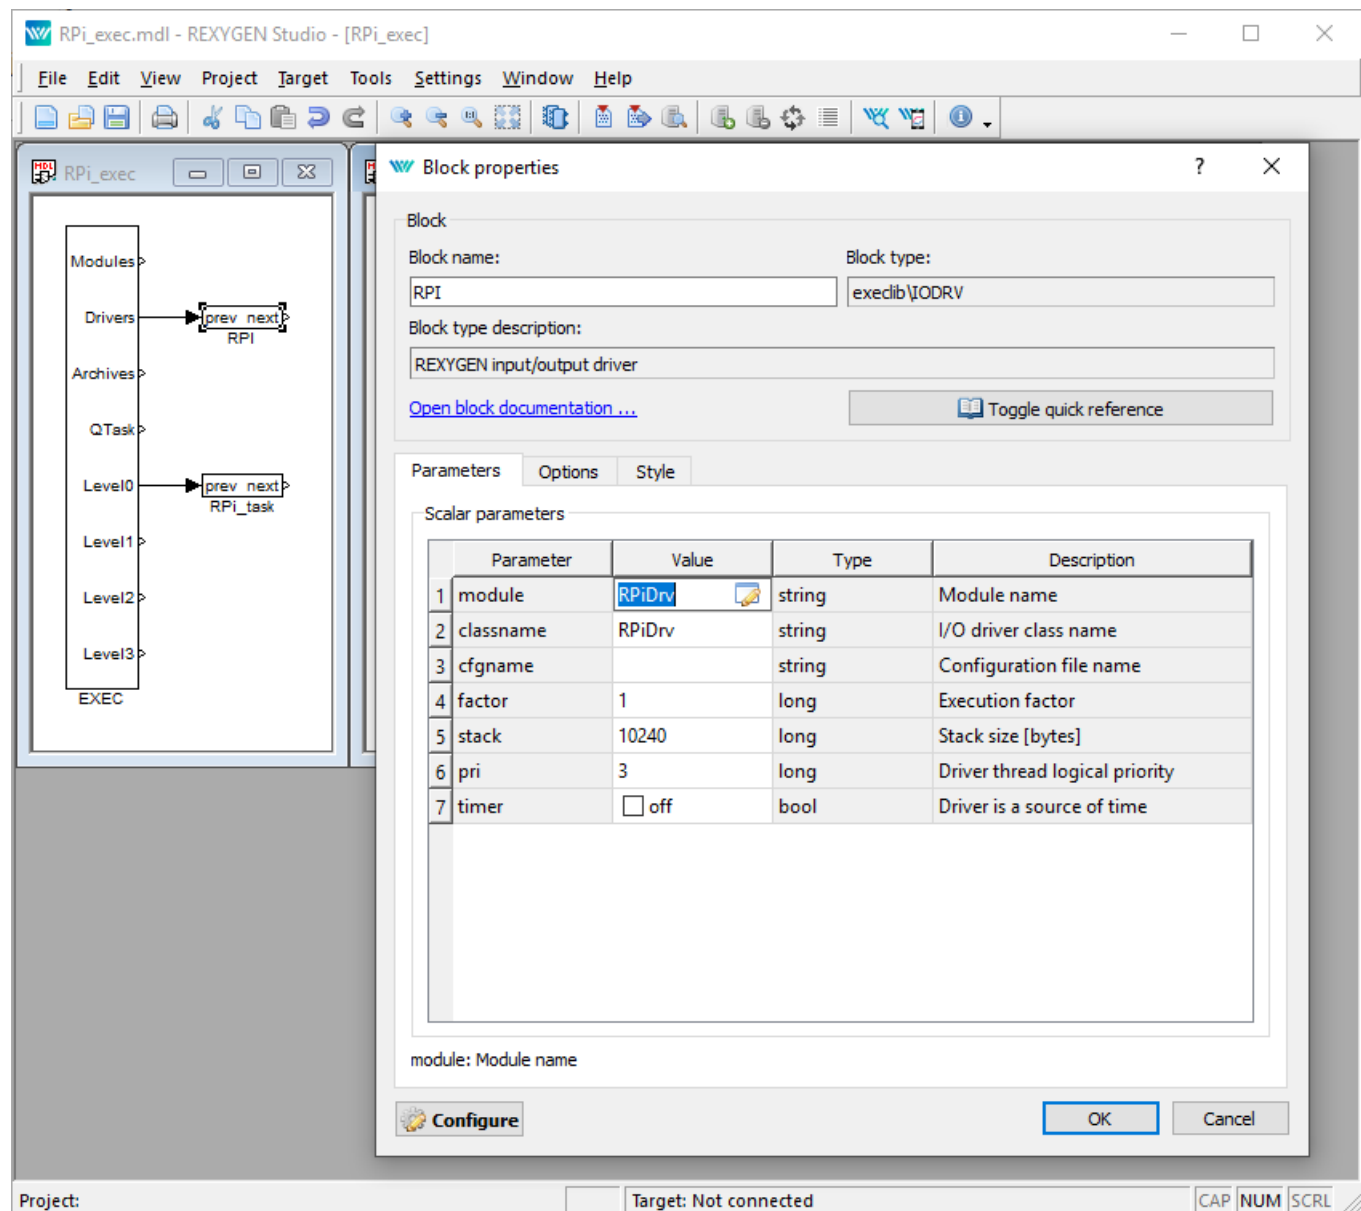 RPi_exec.mdl - REXYGEN Studio - [RPi_exec]
File Edit View Project Target Tools Settings Window Help
RPi_exec
Modules
Drivers
prev next
RPI
Archives
QTask
Level0
prev next
RPi_task
Level1
Level2
Level3
EXEC
Block properties
Block
Block name: Block type:
RPI execlib\IODRV
Block type description:
REXYGEN input/output driver
Open block documentation ... Toggle quick reference
Parameters Options Style
Scalar parameters
Parameter Value Type Description
1 module RPiDrv string Module name
2 classname RPiDrv string I/O driver class name
3 cfgname string Configuration file name
4 factor 1 long Execution factor
5 stack 10240 long Stack size [bytes]
6 pri 3 long Driver thread logical priority
7 timer off bool Driver is a source of time
module: Module name
Configure OK Cancel
Project: Target: Not connected CAP NUM SCRL